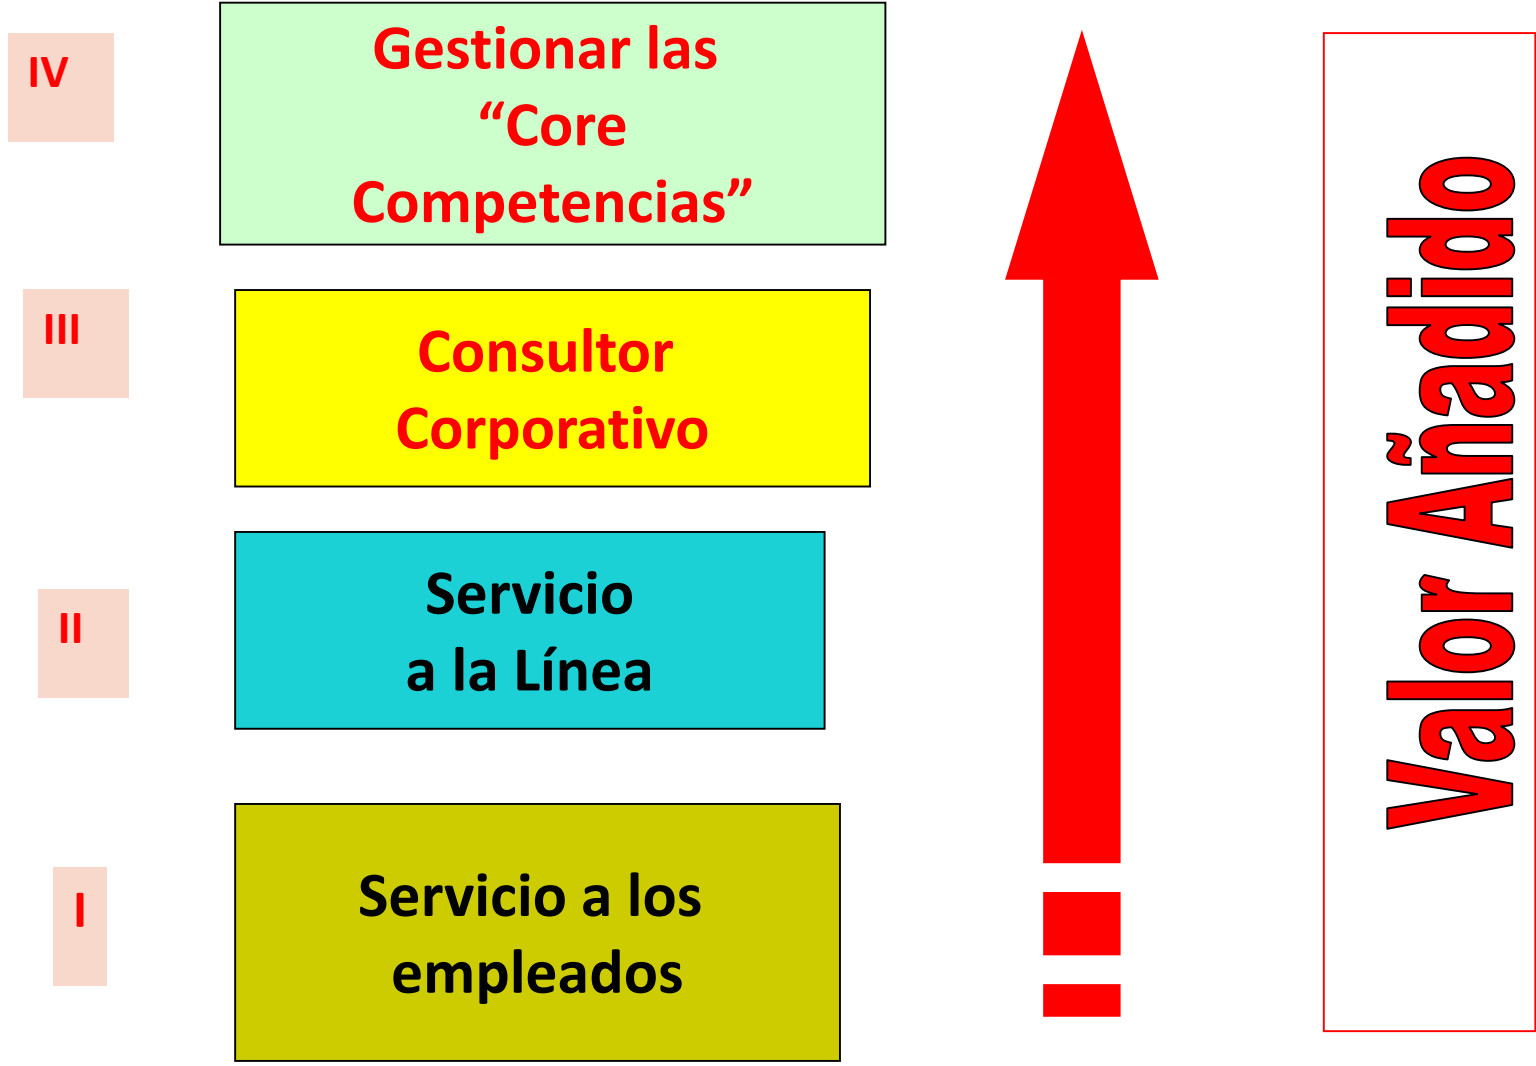 IV
Gestionar las
“Core
Competencias”
III
Consultor
Corporativo
II
Servicio
a la Línea
I
Servicio a los
empleados
Valor Añadido